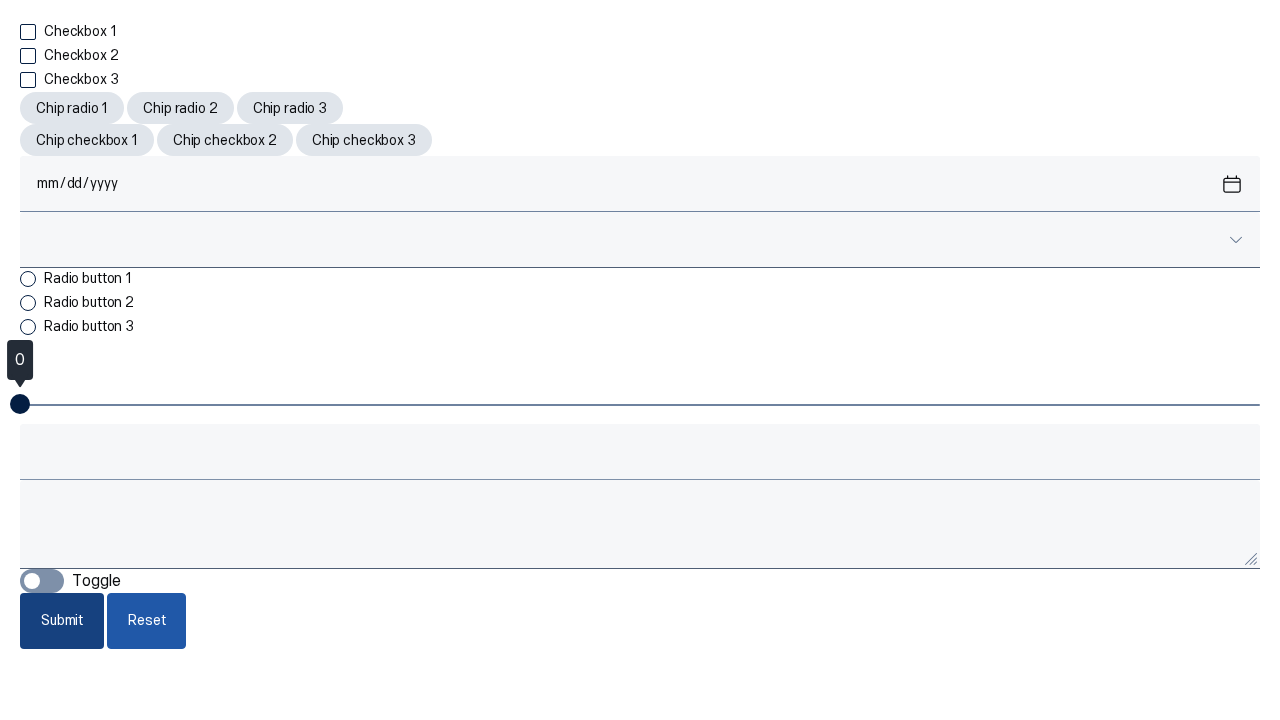 Checkbox 1
Checkbox 2
Checkbox 3
Chip radio 1 Chip radio 2 Chip radio 3
Chip checkbox 1 Chip checkbox 2 Chip checkbox 3
mm/dd/yyyy
Radio button 1
Radio button 2
Radio button 3
0
Toggle
Submit Reset